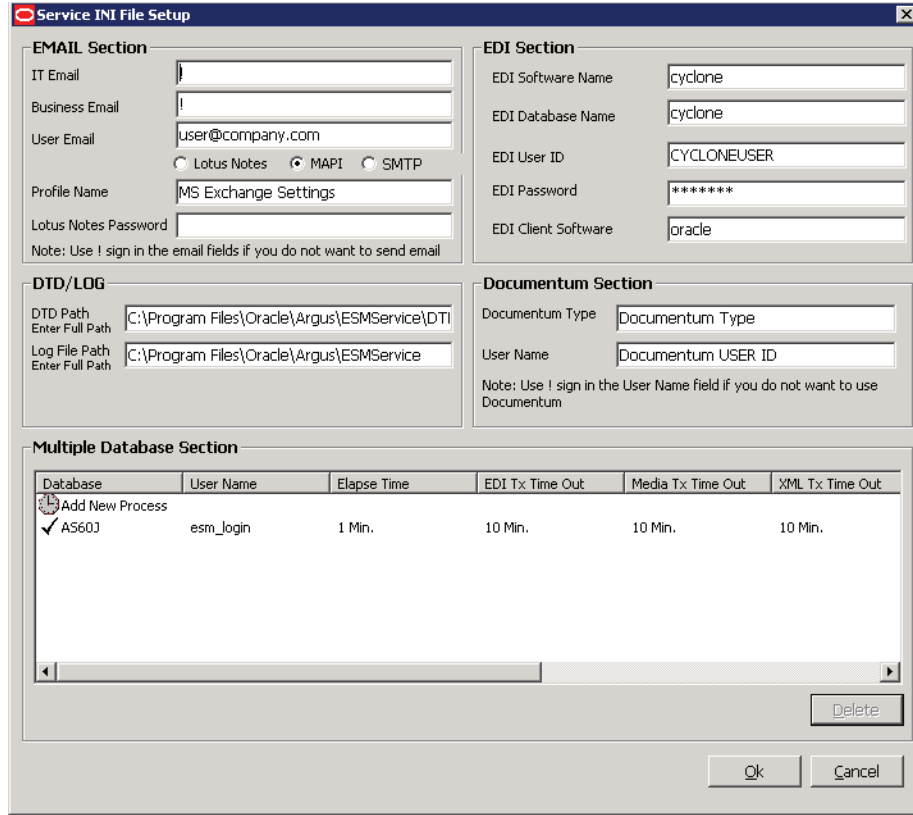 Service INI File Setup
EMAIL Section
IT Email
!
Business Email
!
User Email
user@company.com
Lotus Notes
MAPI
SMTP
Profile Name
MS Exchange Settings
Lotus Notes Password
Note: Use ! sign in the email fields if you do not want to send email
EDI Section
EDI Software Name
cyclone
EDI Database Name
cyclone
EDI User ID
CYCLONEUSER
EDI Password
*******
EDI Client Software
oracle
DTD/LOG
DTD Path
Enter Full Path
C:\Program Files\Oracle\Argus\ESMService\DTI
Log File Path
Enter Full Path
C:\Program Files\Oracle\Argus\ESMService
Documentum Section
Documentum Type
Documentum Type
User Name
Documentum USER ID
Note: Use ! sign in the User Name field if you do not want to use
Documentum
Multiple Database Section
Database User Name Elapse Time EDI Tx Time Out Media Tx Time Out XML Tx Time Out
Add New Process
AS60J esm_login 1 Min. 10 Min. 10 Min. 10 Min.
Delete
Ok
Cancel